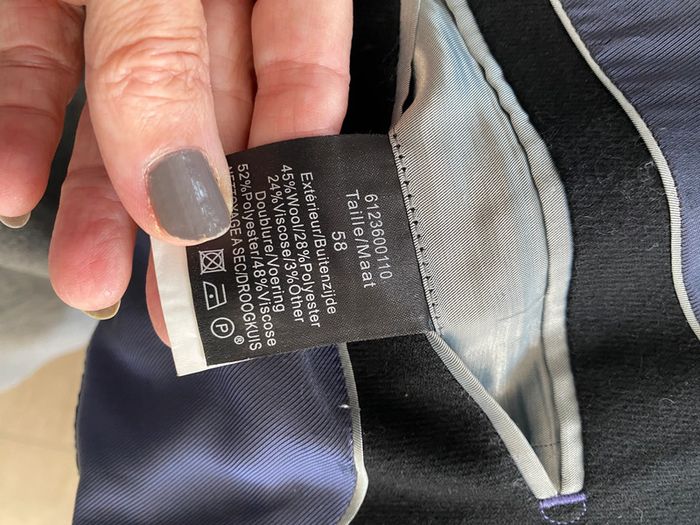 6123600110
Taille/Maat
58
Extérieur/Buitenzijde
45%Wool/28%Polyester
24%Viscose/3%Other
Doublure/Voering
52%Polyester/48%Viscose
NETTOYAGE A SEC/DROOGKUIS
P ®